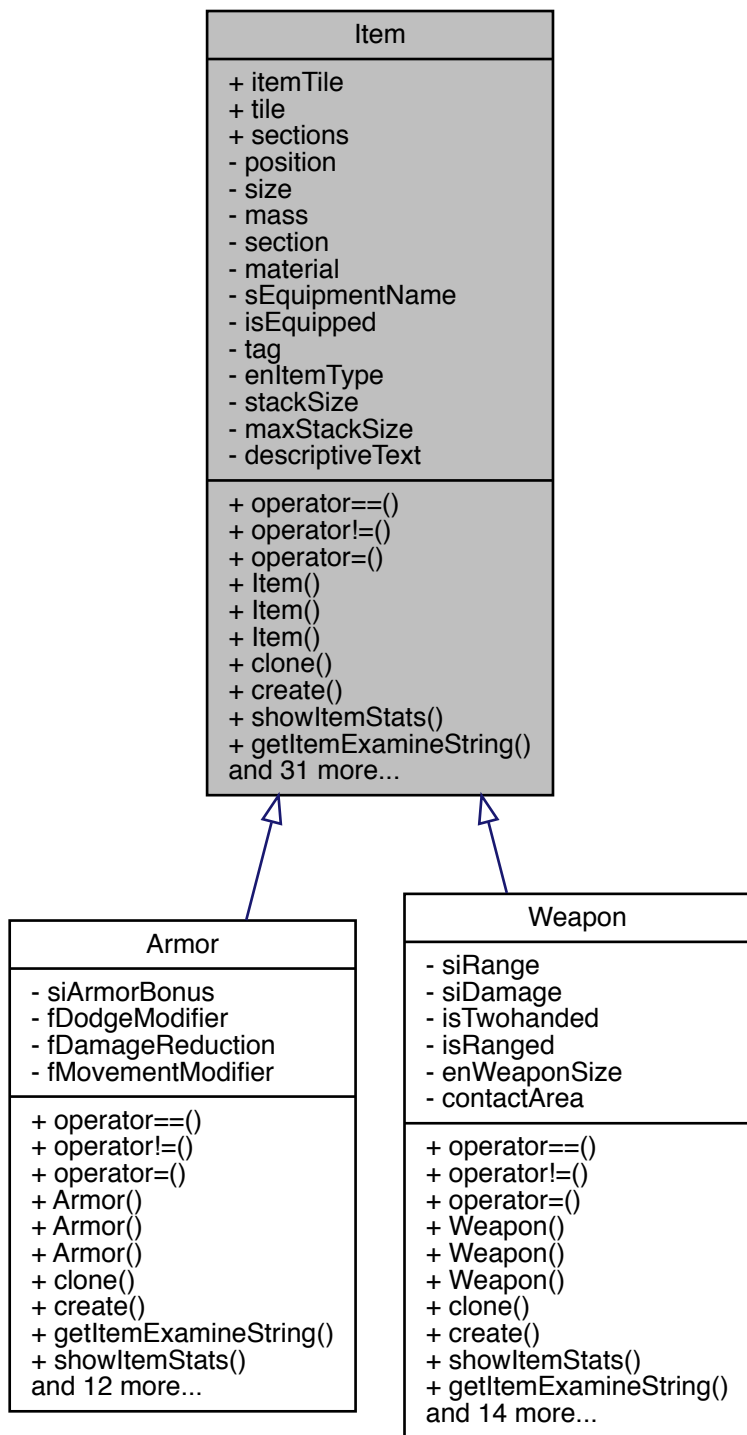 Item
+ itemTile
+ tile
+ sections
- position
- size
- mass
- section
- material
- sEquipmentName
- isEquipped
- tag
- enItemType
- stackSize
- maxStackSize
- descriptiveText
+ operator==()
+ operator!=()
+ operator=()
+ Item()
+ Item()
+ Item()
+ clone()
+ create()
+ showItemStats()
+ getItemExamineString()
and 31 more...
Armor
- siArmorBonus
- fDodgeModifier
- fDamageReduction
- fMovementModifier
+ operator==()
+ operator!=()
+ operator=()
+ Armor()
+ Armor()
+ Armor()
+ clone()
+ create()
+ getItemExamineString()
+ showItemStats()
and 12 more...
Weapon
- siRange
- siDamage
- isTwohanded
- isRanged
- enWeaponSize
- contactArea
+ operator==()
+ operator!=()
+ operator=()
+ Weapon()
+ Weapon()
+ Weapon()
+ clone()
+ create()
+ showItemStats()
+ getItemExamineString()
and 14 more...